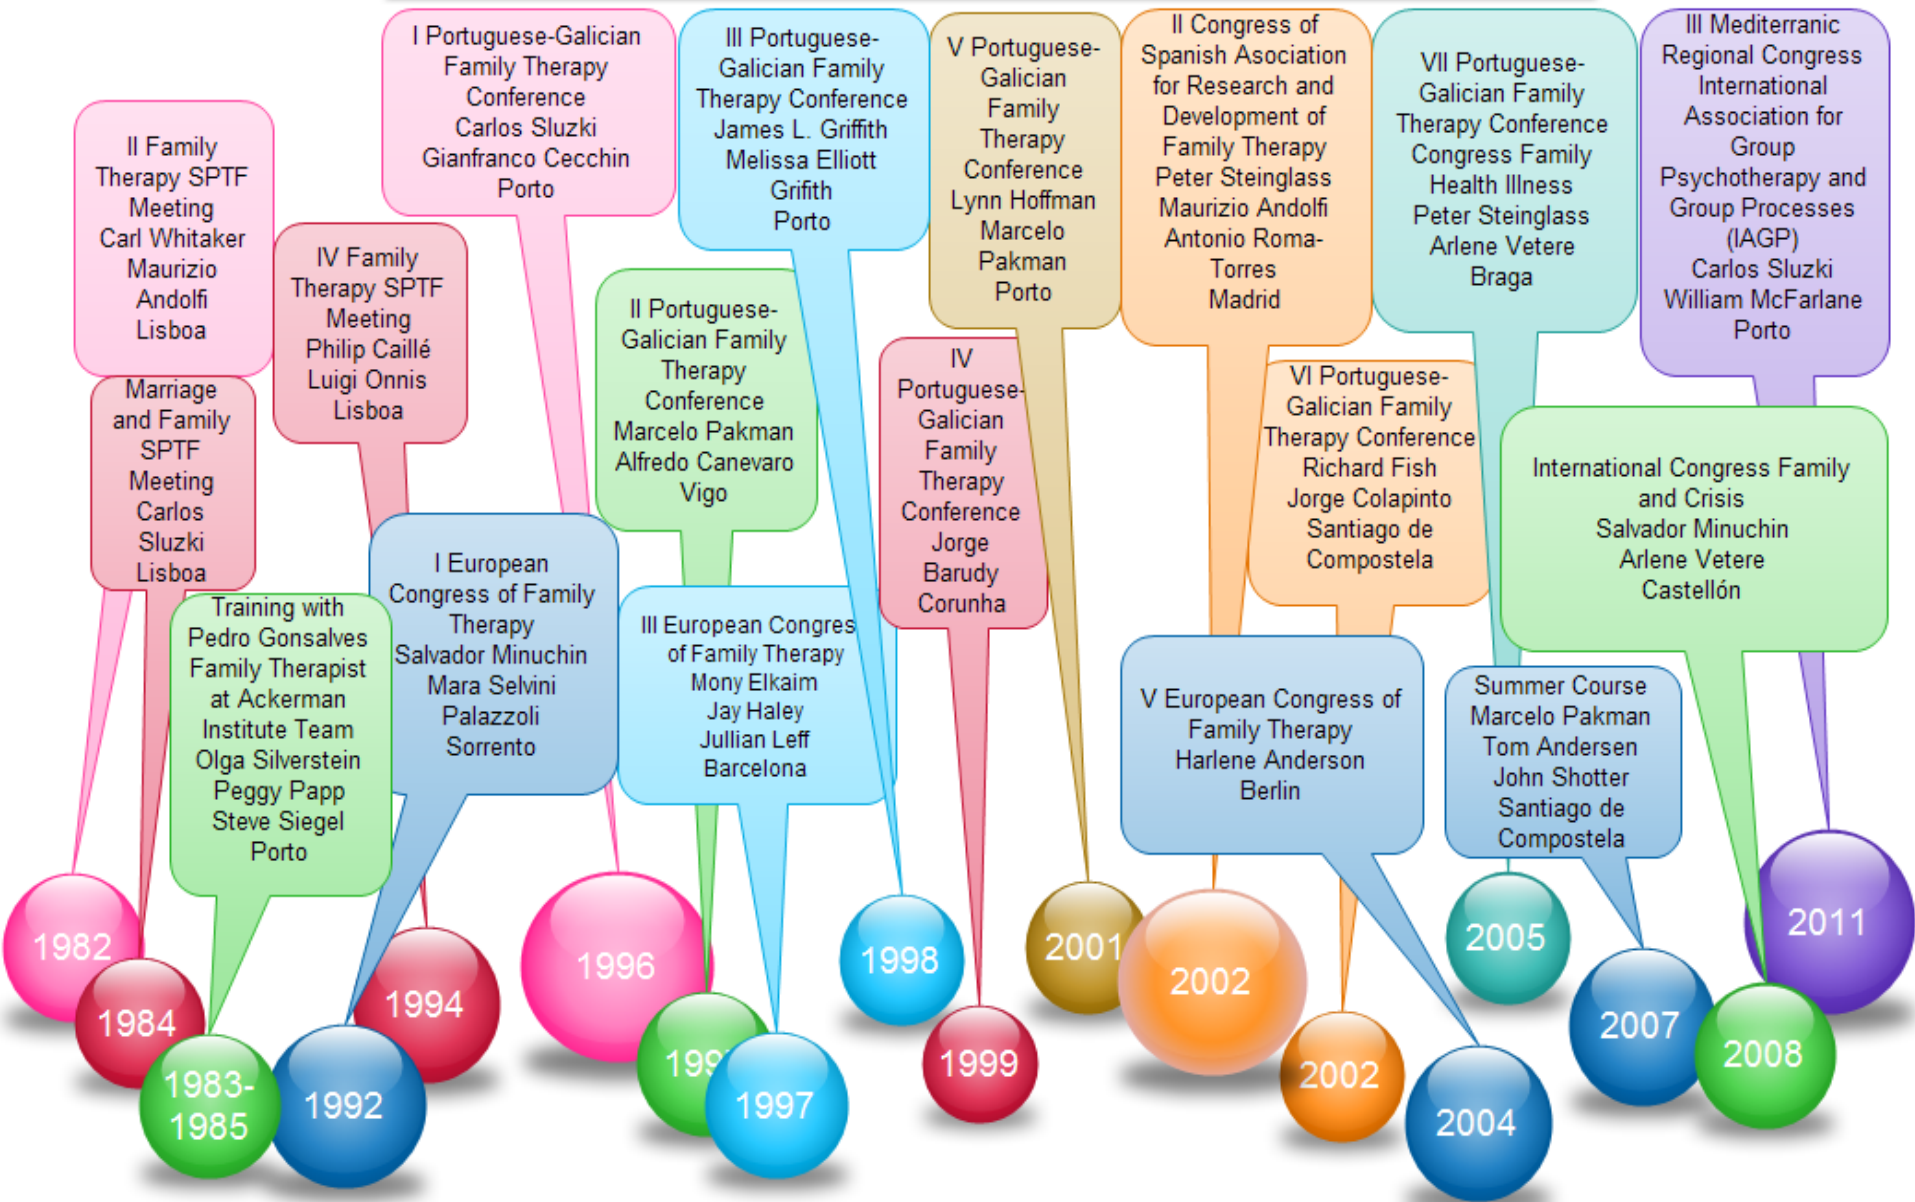 II Family
Therapy SPTF
Meeting
Carl Whitaker
Maurizio
Andolfi
Lisboa
Marriage
and Family
SPTF
Meeting
Carlos
Sluzki
Lisboa
Training with
Pedro Gonsalves
Family Therapist
at Ackerman
Institute Team
Olga Silverstein
Peggy Papp
Steve Siegel
Porto
IV Family
Therapy SPTF
Meeting
Philip Caillé
Luigi Onnis
Lisboa
I European
Congress of Family
Therapy
Salvador Minuchin
Mara Selvini
Palazzoli
Sorrento
I Portuguese-Galician
Family Therapy
Conference
Carlos Sluzki
Gianfranco Cecchin
Porto
II Portuguese-
Galician Family
Therapy
Conference
Marcelo Pakman
Alfredo Canevaro
Vigo
III European Congres
of Family Therapy
Mony Elkaim
Jay Haley
Jullian Leff
Barcelona
III Portuguese-
Galician Family
Therapy Conference
James L. Griffith
Melissa Elliott
Grifith
Porto
IV
Portuguese-
Galician
Family
Therapy
Conference
Jorge
Barudy
Corunha
V Portuguese-
Galician
Family
Therapy
Conference
Lynn Hoffman
Marcelo
Pakman
Porto
II Congress of
Spanish Asociation
for Research and
Development of
Family Therapy
Peter Steinglass
Maurizio Andolfi
Antonio Roma-
Torres
Madrid
VI Portuguese-
Galician Family
Therapy Conference
Richard Fish
Jorge Colapinto
Santiago de
Compostela
V European Congress of
Family Therapy
Harlene Anderson
Berlin
VII Portuguese-
Galician Family
Therapy Conference
Congress Family
Health Illness
Peter Steinglass
Arlene Vetere
Braga
Summer Course
Marcelo Pakman
Tom Andersen
John Shotter
Santiago de
Compostela
III Mediterranic
Regional Congress
International
Association for
Group
Psychotherapy and
Group Processes
(IAGP)
Carlos Sluzki
William McFarlane
Porto
International Congress Family
and Crisis
Salvador Minuchin
Arlene Vetere
Castellón
1982
1984
1983-
1985
1992
1994
1996
1997
1998
1999
2001
2002
2002
2004
2005
2007
2008
2011